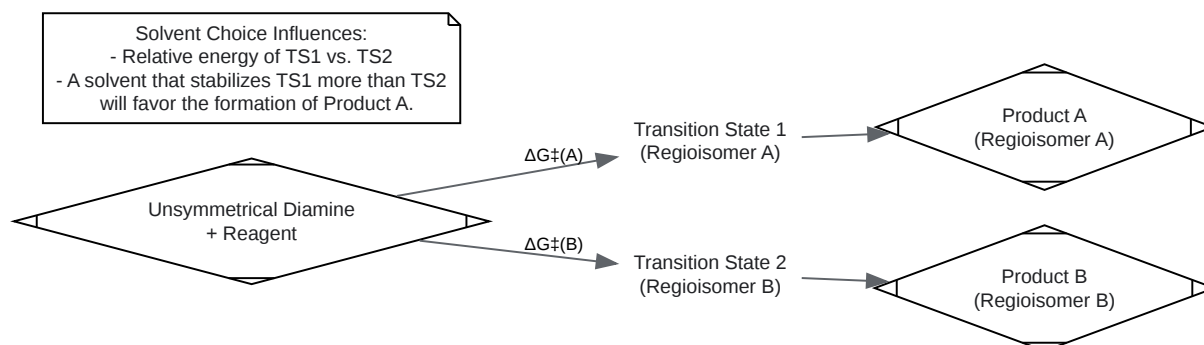 Solvent Choice Influences:
- Relative energy of TS1 vs. TS2
- A solvent that stabilizes TS1 more than TS2
will favor the formation of Product A.
Unsymmetrical Diamine
+ Reagent
ΔG‡(A)
Transition State 1
(Regioisomer A)
Product A
(Regioisomer A)
ΔG‡(B)
Transition State 2
(Regioisomer B)
Product B
(Regioisomer B)